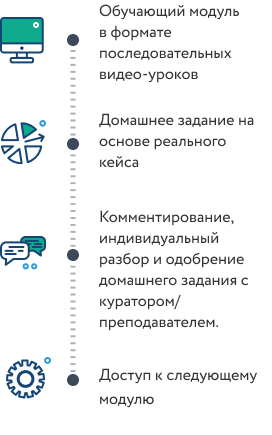 Обучающий модуль
в формате
последовательных
видео-уроков
Домашнее задание на
основе реального
кейса
Комментирование,
индивидуальный
разбор и одобрение
домашнего задания с
куратором/
преподавателем.
Доступ к следующему
модулю